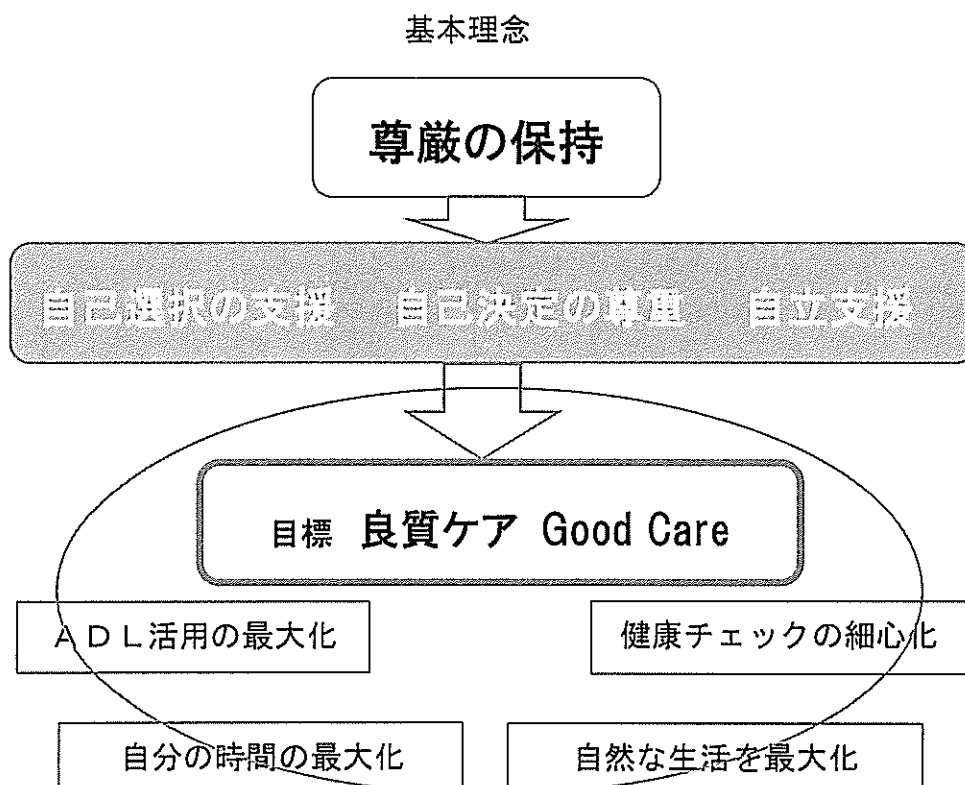 基本理念
尊厳の保持
自己選択の支援　自己決定の尊重　自立支援
目標 良質ケア Good Care
ＡＤＬ活用の最大化
健康チェックの細心化
自分の時間の最大化
自然な生活を最大化